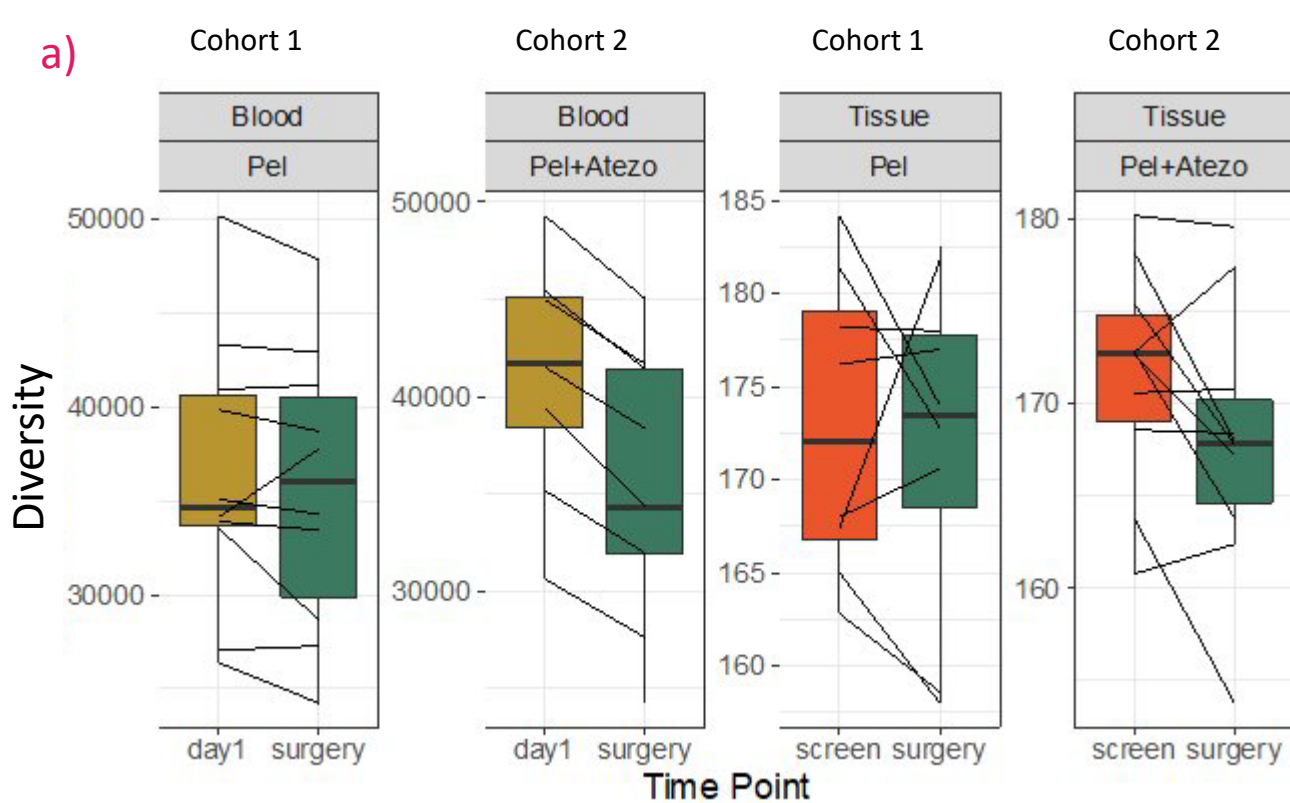 a)
Cohort 1
Cohort 2
Cohort 1
Cohort 2
Blood
Blood
Tissue
Tissue
Pel
Pel+Atezo
Pel
Pel+Atezo
Diversity
50000
40000
30000
50000
40000
30000
185
180
175
170
165
160
180
170
160
day1 surgery
day1 surgery
screen surgery
screen surgery
Time Point